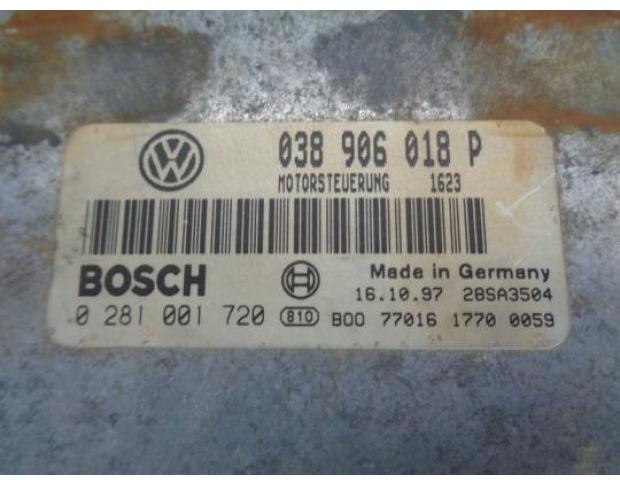 038 906 018 P
MOTORSTEUERUNG 1623
BOSCH
Made in Germany
16.10.97 28SA3504
0 281 001 720 810 B00 77016 1770 0059